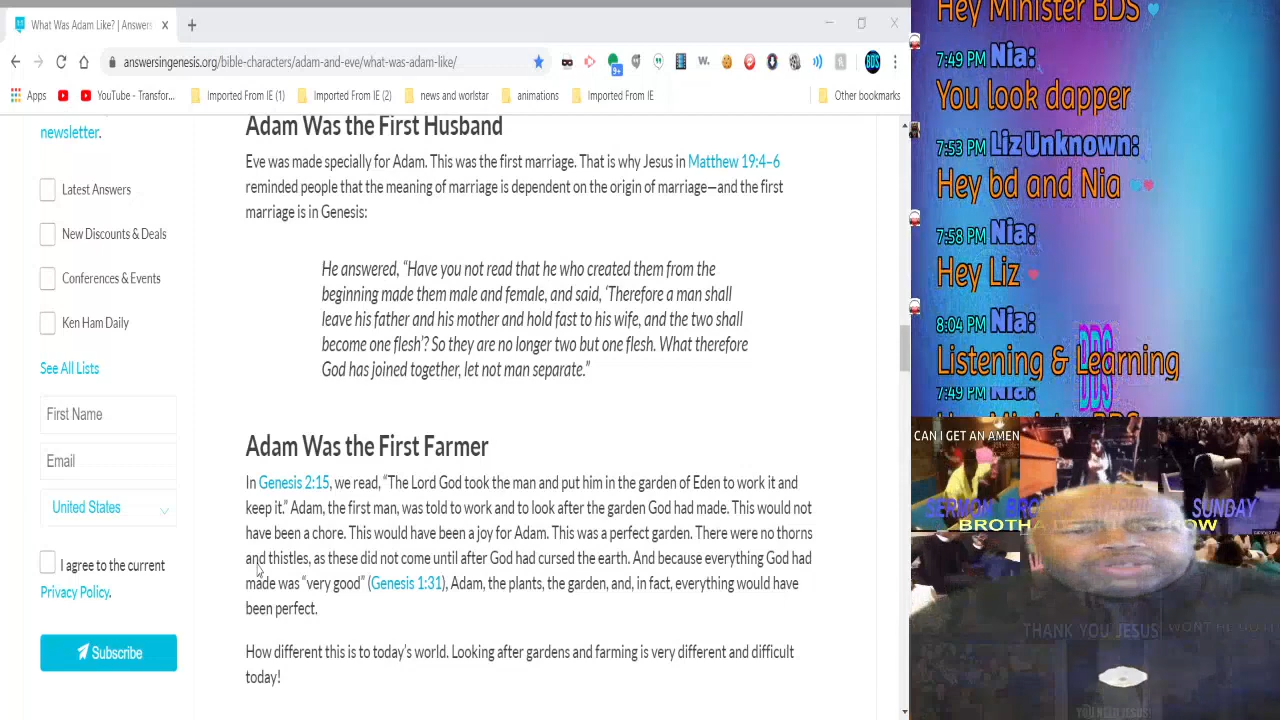 What Was Adam Like? | Answers
answersingenesis.org/bible-characters/adam-and-eve/what-was-adam-like/
9+
W.
BDS
Apps
YouTube - Transfor...
Imported From IE (1)
Imported From IE (2)
news and worlstar
animations
Imported From IE
Other bookmarks
newsletter.
Latest Answers
New Discounts & Deals
Conferences & Events
Ken Ham Daily
See All Lists
First Name
Email
United States
I agree to the current
Privacy Policy.
Subscribe
Adam Was the First Husband
Eve was made specially for Adam. This was the first marriage. That is why Jesus in Matthew 19:4–6
reminded people that the meaning of marriage is dependent on the origin of marriage—and the first
marriage is in Genesis:
He answered, “Have you not read that he who created them from the
beginning made them male and female, and said, ‘Therefore a man shall
leave his father and his mother and hold fast to his wife, and the two shall
become one flesh’? So they are no longer two but one flesh. What therefore
God has joined together, let not man separate.”
Adam Was the First Farmer
In Genesis 2:15, we read, “The Lord God took the man and put him in the garden of Eden to work it and
keep it.” Adam, the first man, was told to work and to look after the garden God had made. This would not
have been a chore. This would have been a joy for Adam. This was a perfect garden. There were no thorns
and thistles, as these did not come until after God had cursed the earth. And because everything God had
made was “very good” (Genesis 1:31), Adam, the plants, the garden, and, in fact, everything would have
been perfect.
How different this is to today’s world. Looking after gardens and farming is very different and difficult
today!
Hey Minister BDS
7:49 PM Nia:
You look dapper
7:53 PM Liz Unknown:
Hey bd and Nia
7:58 PM Nia:
Hey Liz
8:04 PM Nia:
Listening & Learning
BDS
7:49 PM Nia:
CAN I GET AN AMEN
SERMON
SUNDAY
BROTHA
THANK YOU JESUS
YOU NEED JESUS